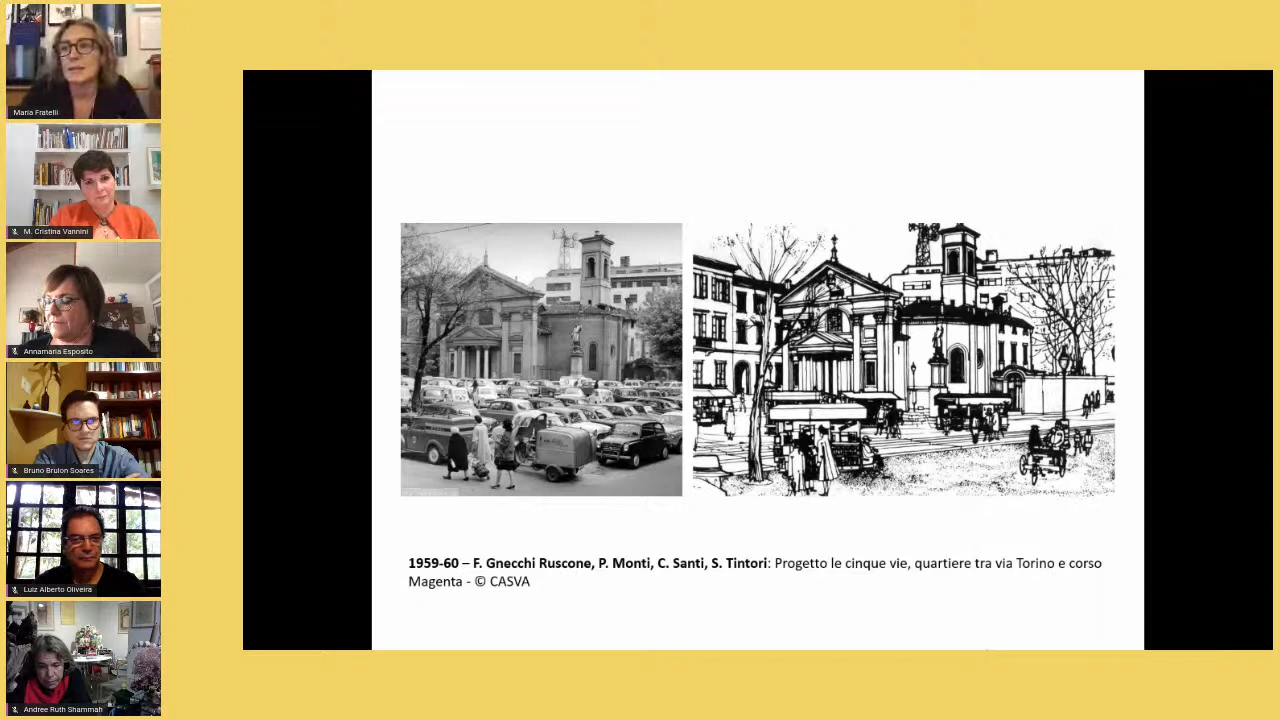 Maria Fratelli
M. Cristina Vannini
Annamaria Esposito
Bruno Brulon Soares
Luiz Alberto Oliveira
Andree Ruth Shammah
1959-60 – F. Gnecchi Ruscone, P. Monti, C. Santi, S. Tintori: Progetto le cinque vie, quartiere tra via Torino e corso
Magenta - © CASVA